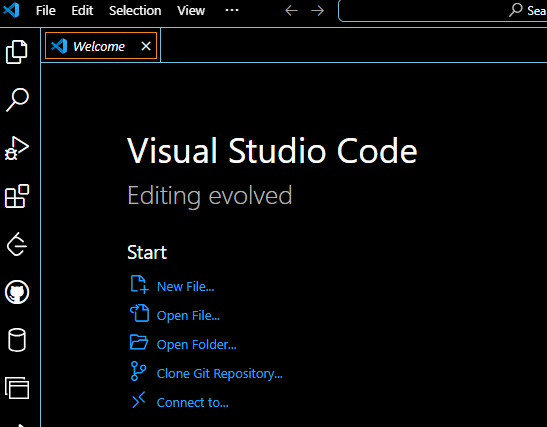 File Edit Selection View ··· Sea
Welcome
Visual Studio Code
Editing evolved
Start
New File...
Open File...
Open Folder...
Clone Git Repository...
Connect to...